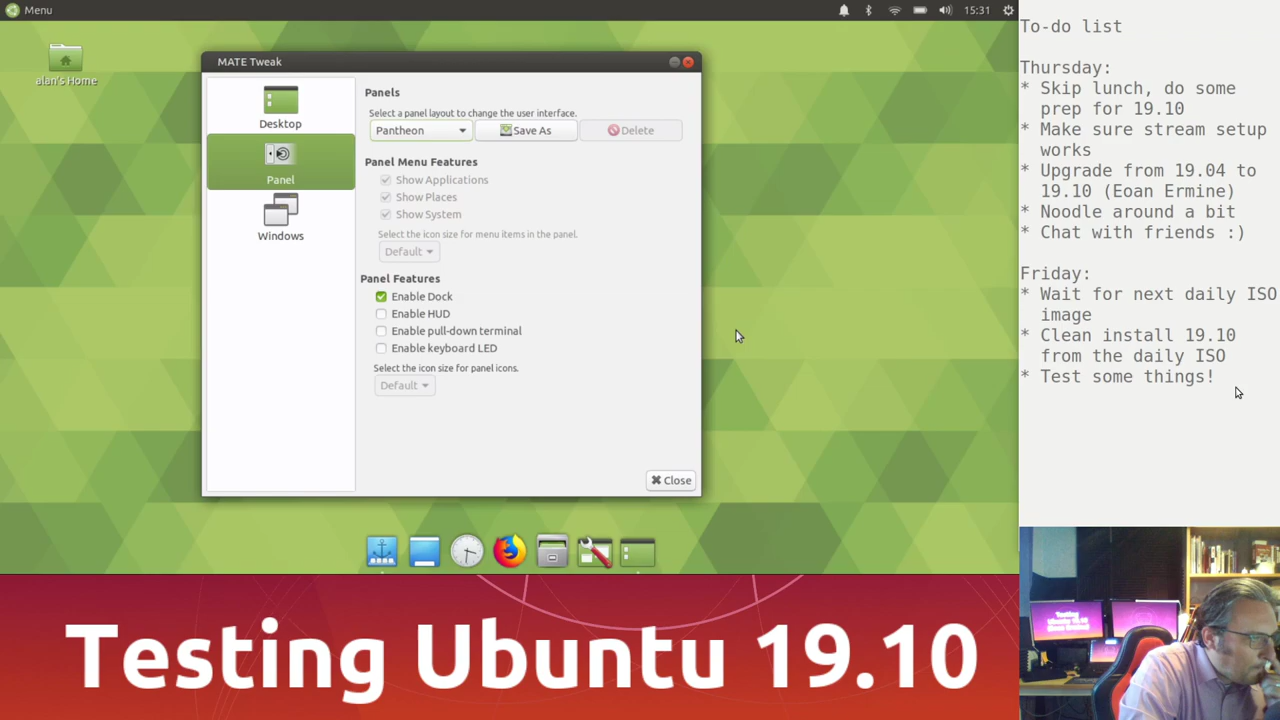 Menu
15:31
alan's Home
MATE Tweak
Desktop
Panel
Windows
Panels
Select a panel layout to change the user interface.
Pantheon
Save As
Delete
Panel Menu Features
Show Applications
Show Places
Show System
Select the icon size for menu items in the panel.
Default
Panel Features
Enable Dock
Enable HUD
Enable pull-down terminal
Enable keyboard LED
Select the icon size for panel icons.
Default
Close
To-do list
Thursday:
* Skip lunch, do some
prep for 19.10
* Make sure stream setup
works
* Upgrade from 19.04 to
19.10 (Eoan Ermine)
* Noodle around a bit
* Chat with friends :)
Friday:
* Wait for next daily ISO
image
* Clean install 19.10
from the daily ISO
* Test some things!
Testing Ubuntu 19.10